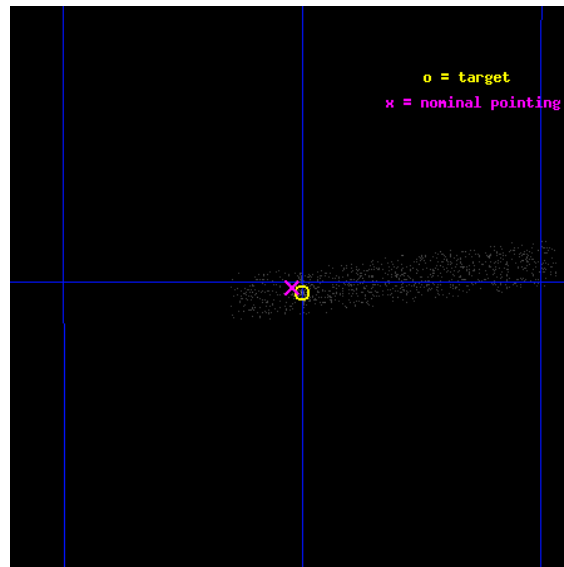 o = target
x = nominal pointing